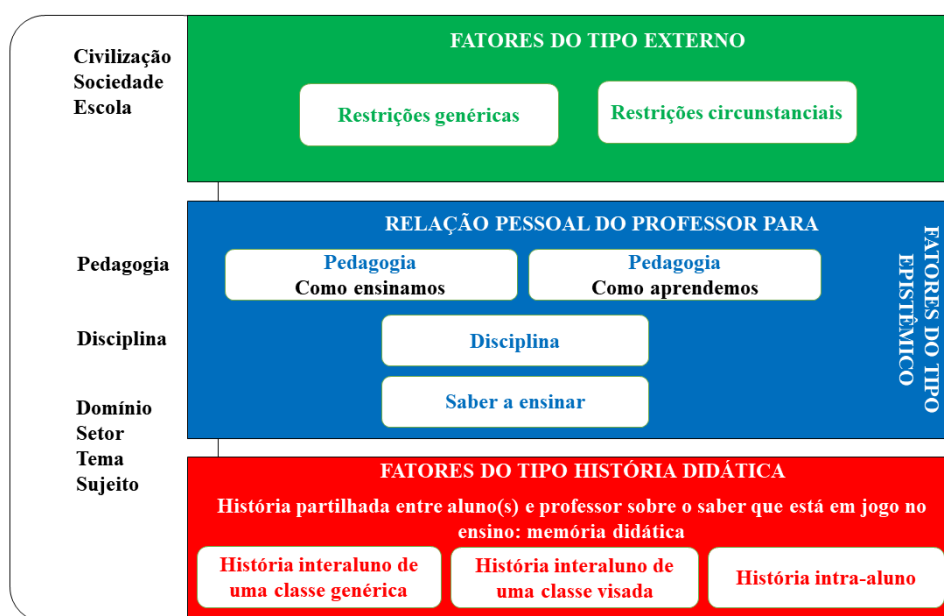 Civilização
Sociedade
Escola
FATORES DO TIPO EXTERNO
Restrições genéricas
Restrições circunstanciais
Pedagogia
Disciplina
Domínio
Setor
Tema
Sujeito
RELAÇÃO PESSOAL DO PROFESSOR PARA
Pedagogia
Como ensinamos
Pedagogia
Como aprendemos
Disciplina
Saber a ensinar
FATORES DO TIPO
EPISTÊMICO
FATORES DO TIPO HISTÓRIA DIDÁTICA
História partilhada entre aluno(s) e professor sobre o saber que está em jogo no
ensino: memória didática
História interaluno de
uma classe genérica
História interaluno de
uma classe visada
História intra-aluno